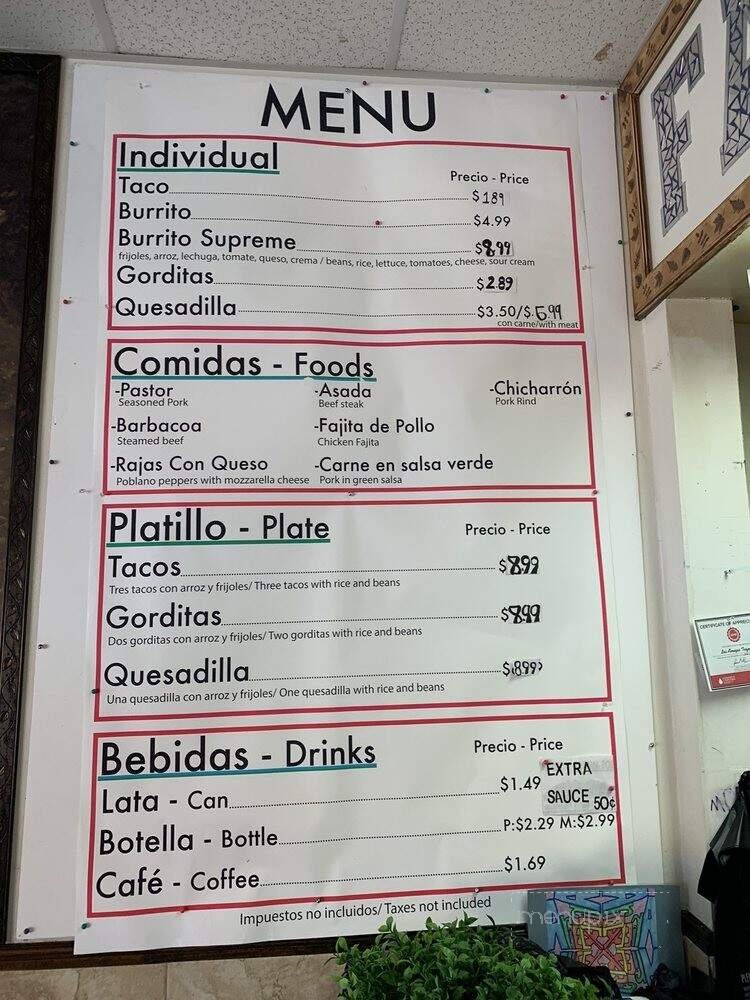 MENU
Individual
Precio - Price
Taco $1.89
Burrito $4.99
Burrito Supreme $8.99
frijoles, arroz, lechuga, tomate, queso, crema / beans, rice, lettuce, tomatoes, cheese, sour cream
Gorditas $2.89
Quesadilla $3.50/$5.99
con carne/with meat
Comidas - Foods
-Pastor -Asada -Chicharrón
Seasoned Pork Beef steak Pork Rind
-Barbacoa -Fajita de Pollo
Steamed beef Chicken Fajita
-Rajas Con Queso -Carne en salsa verde
Poblano peppers with mozzarella cheese Pork in green salsa
Platillo - Plate Precio - Price
Tacos $8.99
Tres tacos con arroz y frijoles/ Three tacos with rice and beans
Gorditas $8.99
Dos gorditas con arroz y frijoles/ Two gorditas with rice and beans
Quesadilla $8.99
Una quesadilla con arroz y frijoles/ One quesadilla with rice and beans
Bebidas - Drinks Precio - Price
Lata - Can $1.49
EXTRA
SAUCE 50¢
Botella - Bottle P:$2.29 M:$2.99
Café - Coffee $1.69
Impuestos no incluidos/ Taxes not included
CERTIFICATE OF